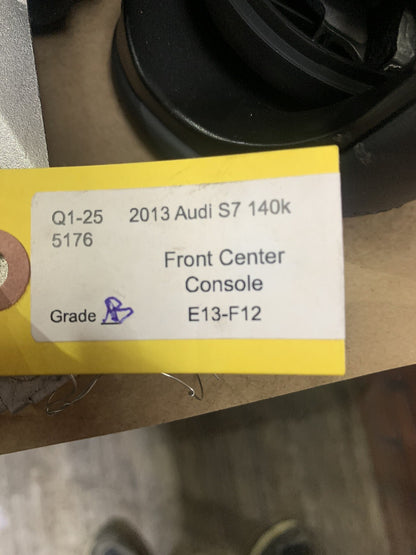 Q1-25 2013 Audi S7 140k
5176
Front Center
Console
Grade
E13-F12